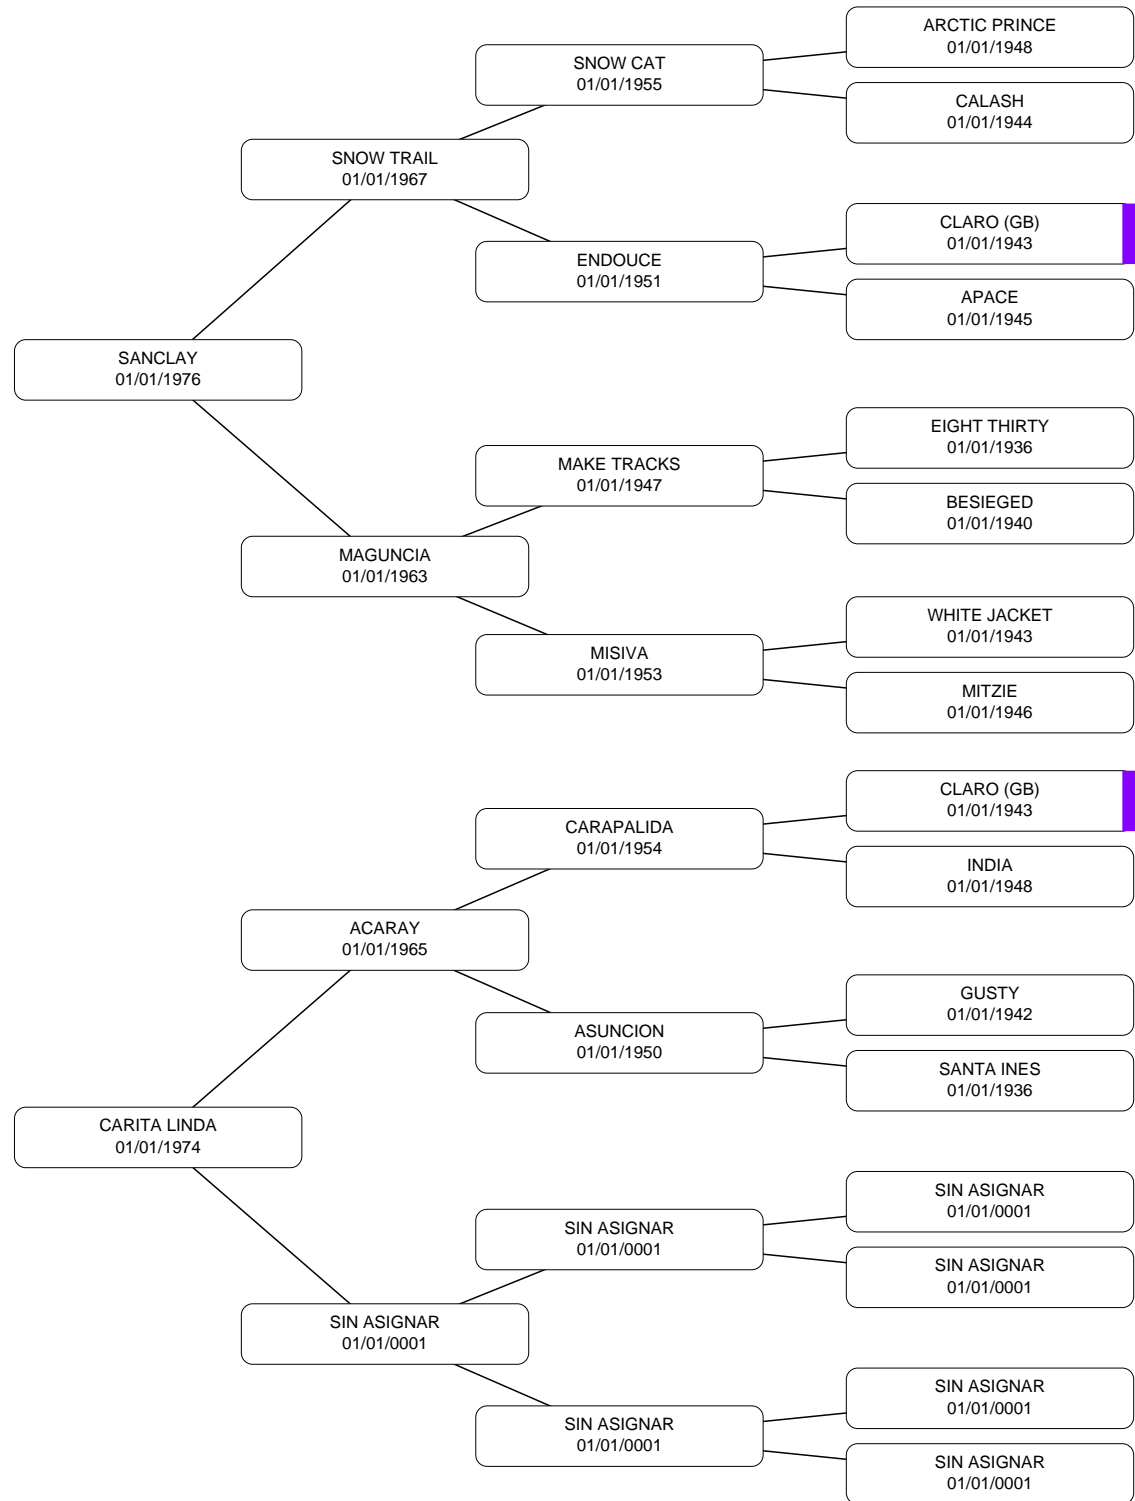 ARCTIC PRINCE
01/01/1948
SNOW CAT
01/01/1955
CALASH
01/01/1944
SNOW TRAIL
01/01/1967
CLARO (GB)
01/01/1943
ENDOUCE
01/01/1951
APACE
01/01/1945
SANCLAY
01/01/1976
EIGHT THIRTY
01/01/1936
MAKE TRACKS
01/01/1947
BESIEGED
01/01/1940
MAGUNCIA
01/01/1963
WHITE JACKET
01/01/1943
MISIVA
01/01/1953
MITZIE
01/01/1946
CLARO (GB)
01/01/1943
CARAPALIDA
01/01/1954
INDIA
01/01/1948
ACARAY
01/01/1965
GUSTY
01/01/1942
ASUNCION
01/01/1950
SANTA INES
01/01/1936
CARITA LINDA
01/01/1974
SIN ASIGNAR
01/01/0001
SIN ASIGNAR
01/01/0001
SIN ASIGNAR
01/01/0001
SIN ASIGNAR
01/01/0001
SIN ASIGNAR
01/01/0001
SIN ASIGNAR
01/01/0001
SIN ASIGNAR
01/01/0001